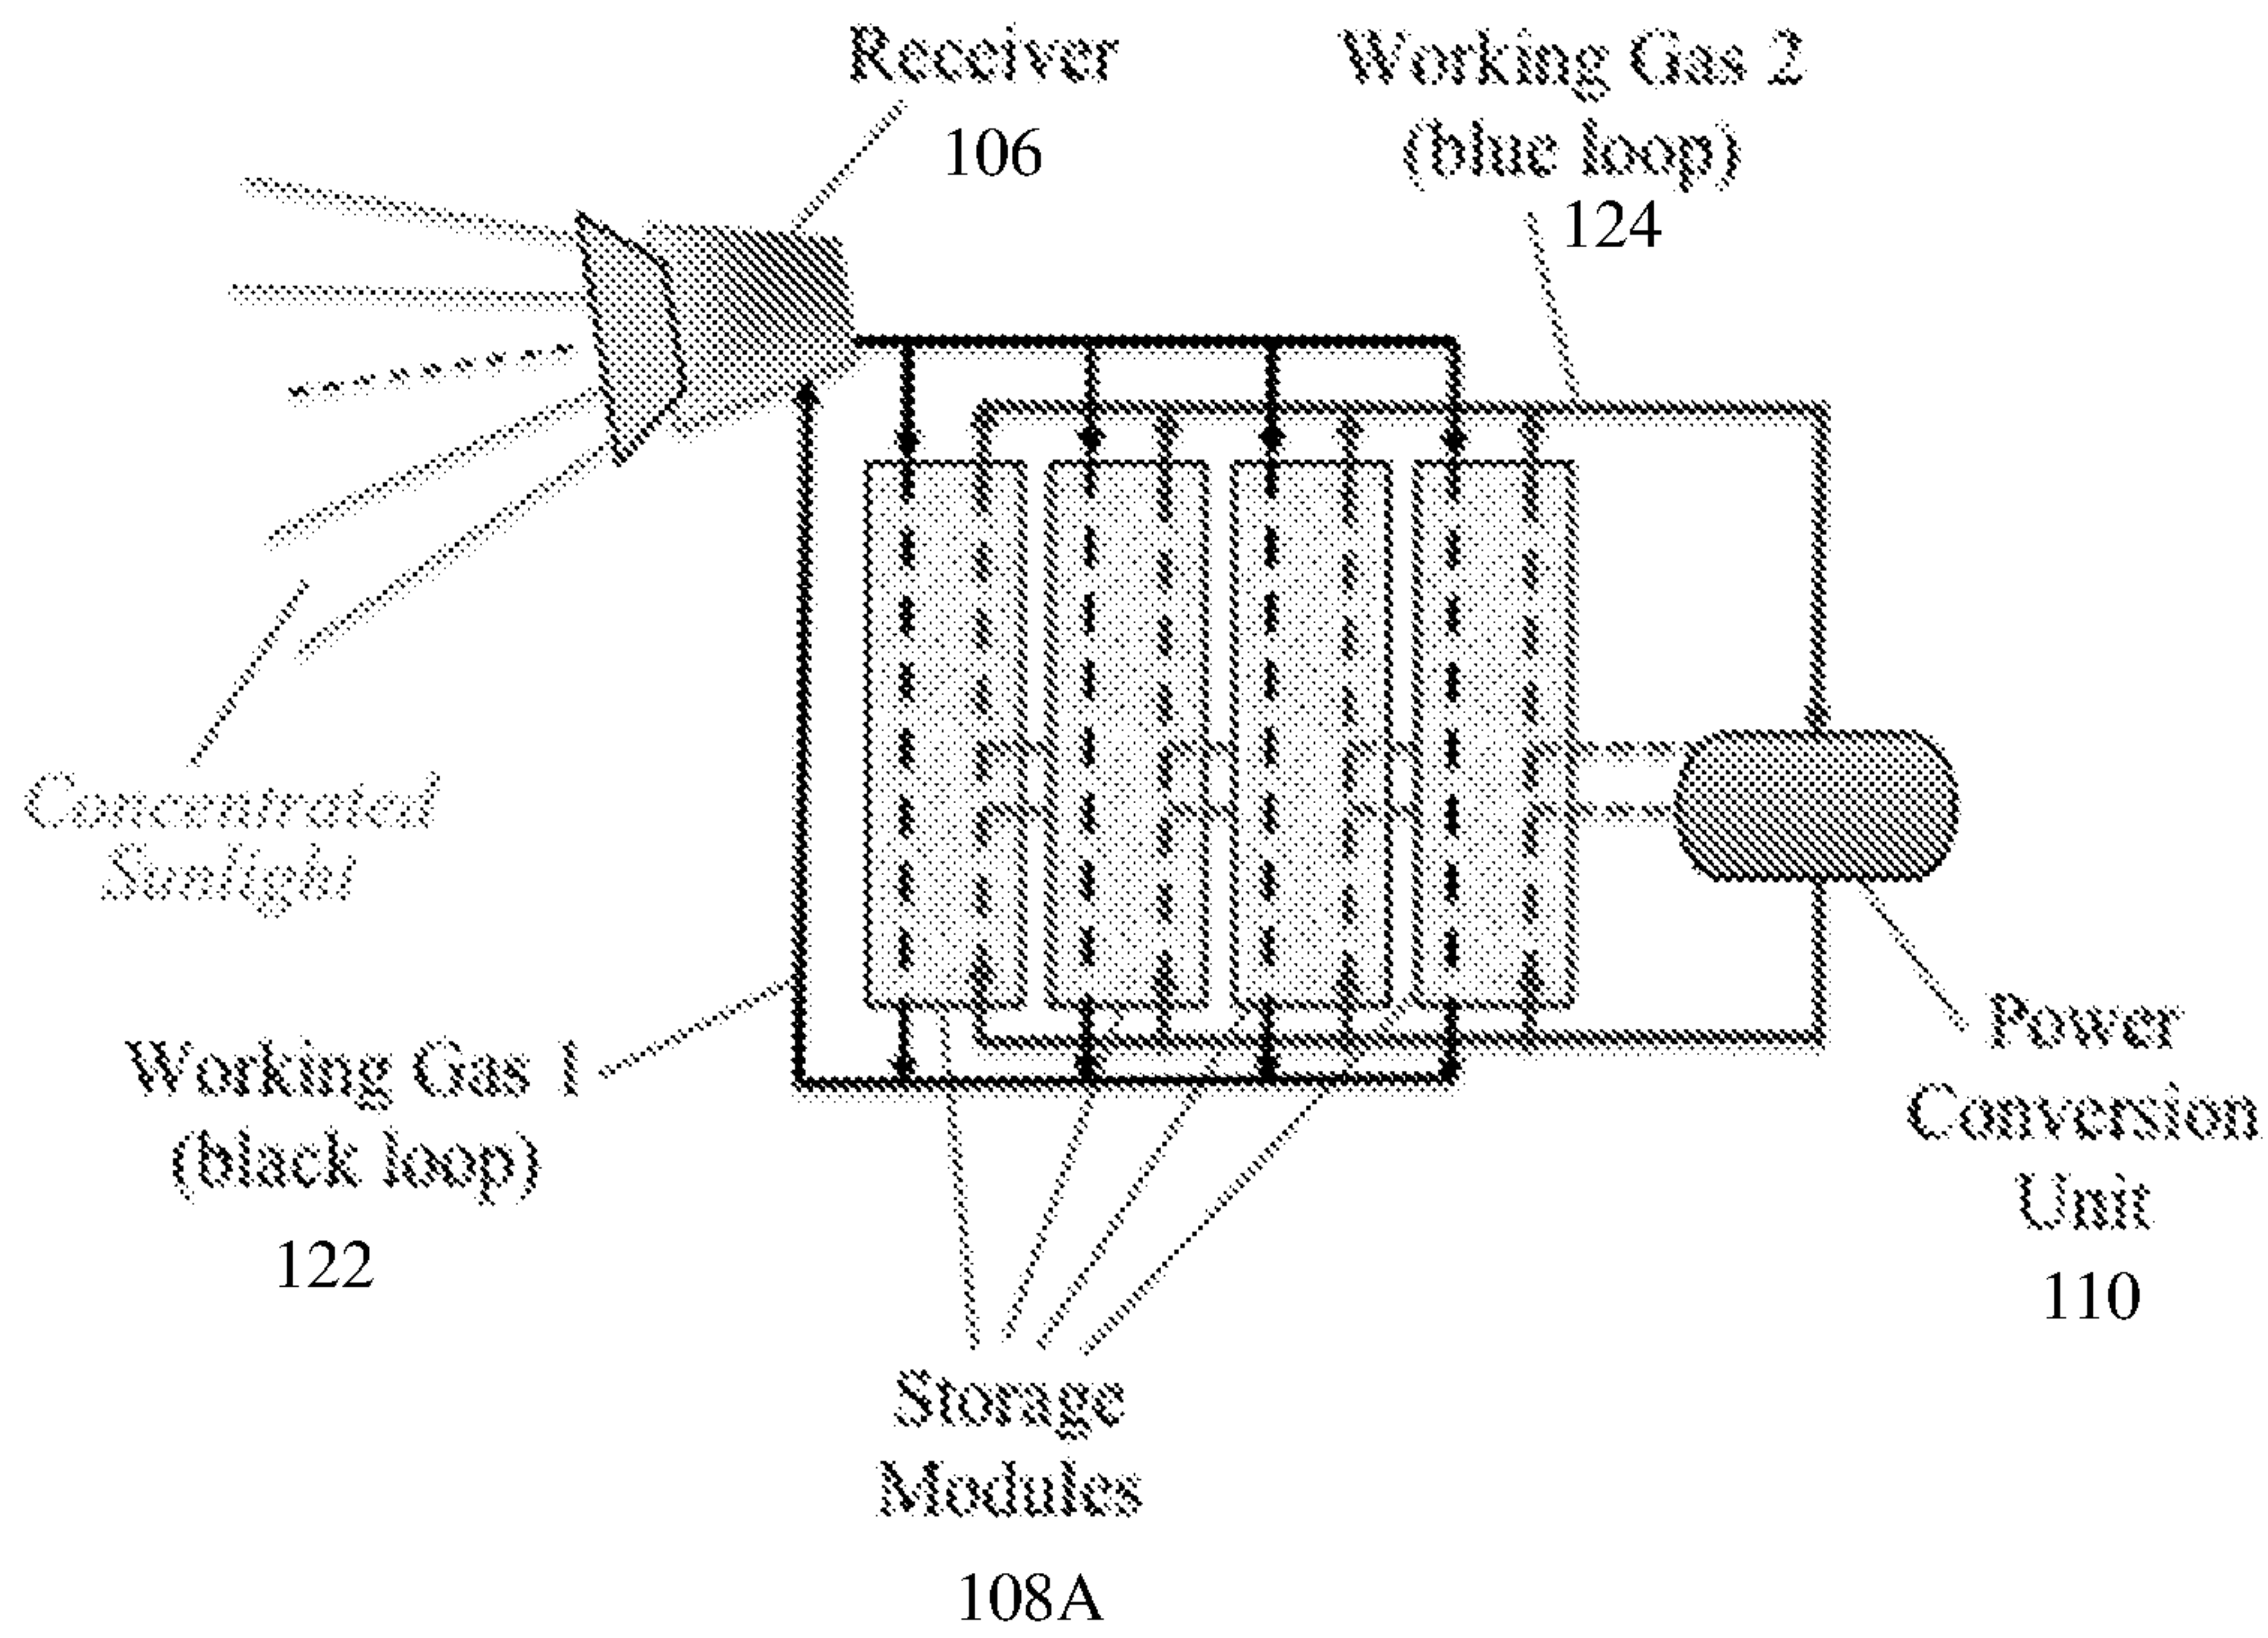 Receiver
106
Working Gas 2
(blue loop)
124
Concentrated
Sunlight
Working Gas 1
(black loop)
122
Power
Conversion
Unit
110
Storage
Modules
108A